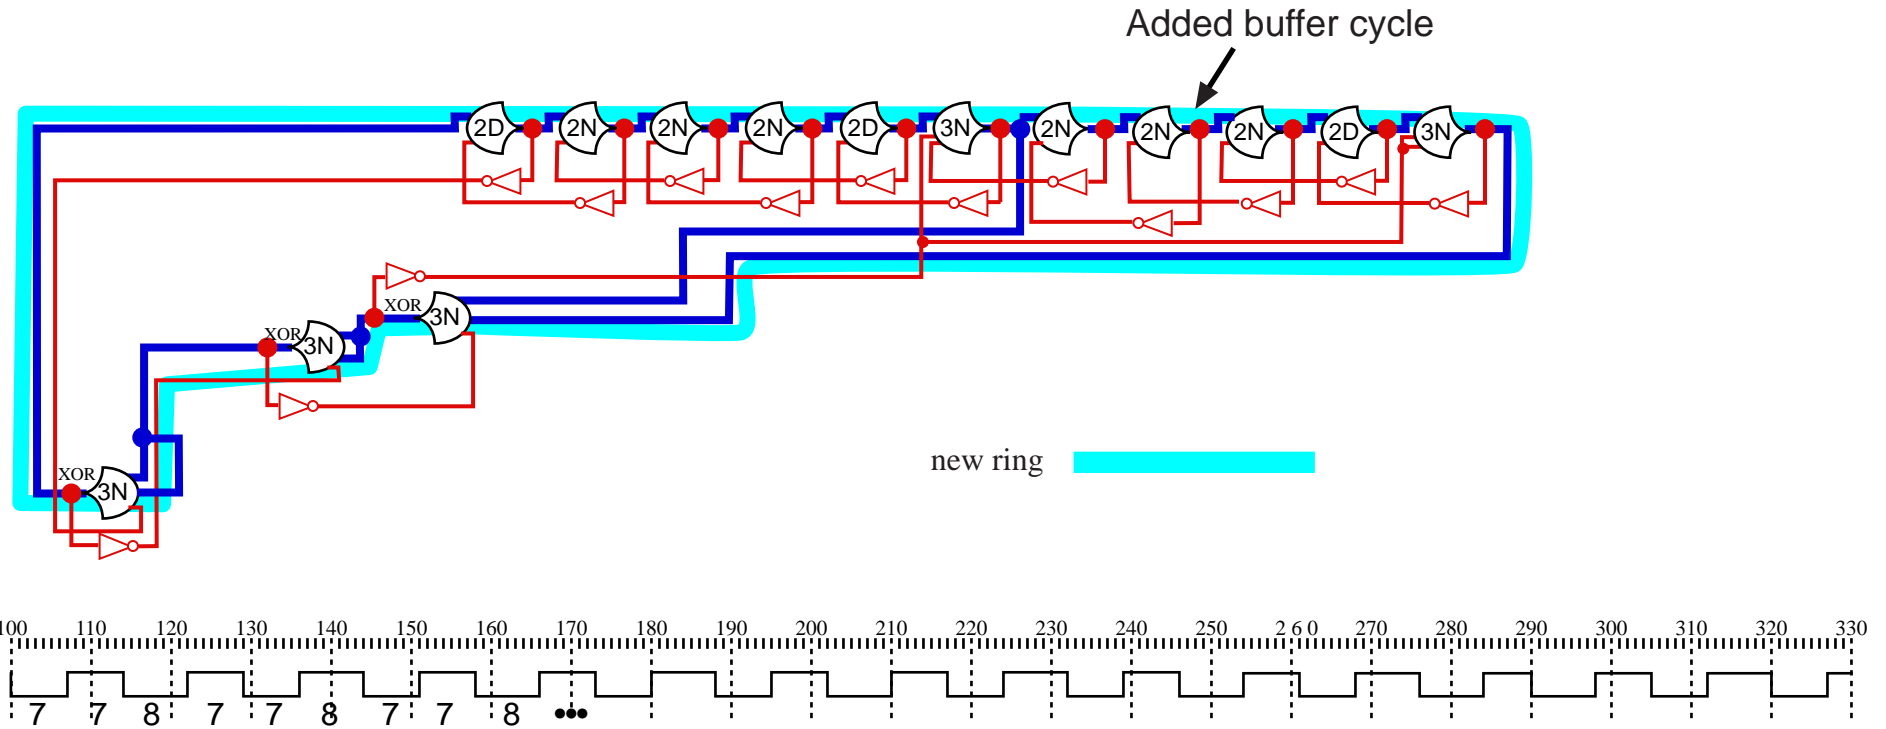 Added buffer cycle
2D 2N 2N 2N 2D 3N 2N 2N 2N 2D 3N
XOR 3N
XOR 3N
new ring
XOR 3N
100 110 120 130 140 150 160 170 180 190 200 210 220 230 240 250 2 6 0 270 280 290 300 310 320 330
7 7 8 7 7 8 7 7 8